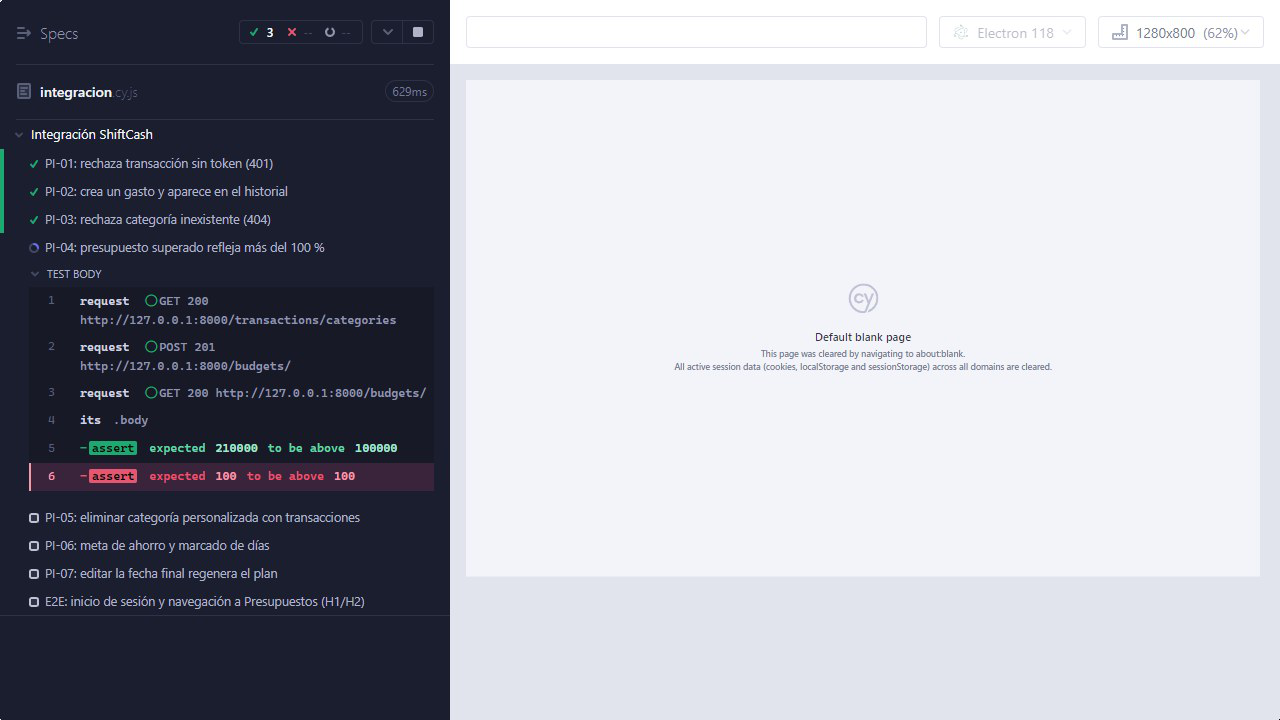 Specs
3 -- --
Electron 118
1280x800 (62%)
integracion.cy.js
629ms
Integración ShiftCash
PI-01: rechaza transacción sin token (401)
PI-02: crea un gasto y aparece en el historial
PI-03: rechaza categoría inexistente (404)
PI-04: presupuesto superado refleja más del 100 %
TEST BODY
1 request GET 200
http://127.0.0.1:8000/transactions/categories
2 request POST 201
http://127.0.0.1:8000/budgets/
3 request GET 200 http://127.0.0.1:8000/budgets/
4 its .body
5 -assert expected 210000 to be above 100000
6 -assert expected 100 to be above 100
PI-05: eliminar categoría personalizada con transacciones
PI-06: meta de ahorro y marcado de días
PI-07: editar la fecha final regenera el plan
E2E: inicio de sesión y navegación a Presupuestos (H1/H2)
cy
Default blank page
This page was cleared by navigating to about:blank.
All active session data (cookies, localStorage and sessionStorage) across all domains are cleared.